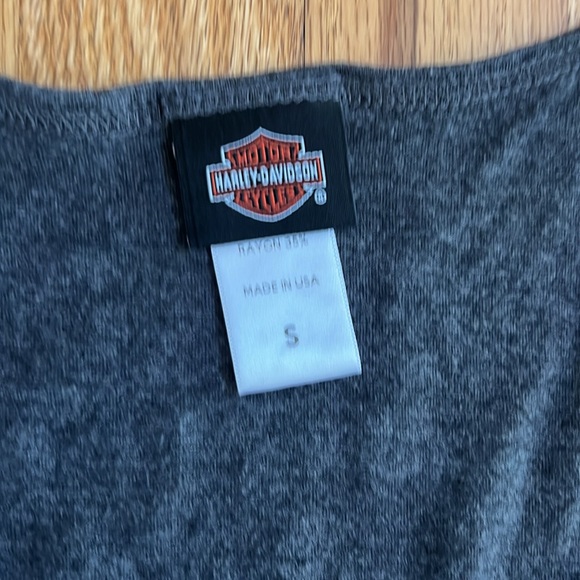 MOTOR
HARLEY-DAVIDSON
CYCLES
®
RAYON 35%
MADE IN USA
S